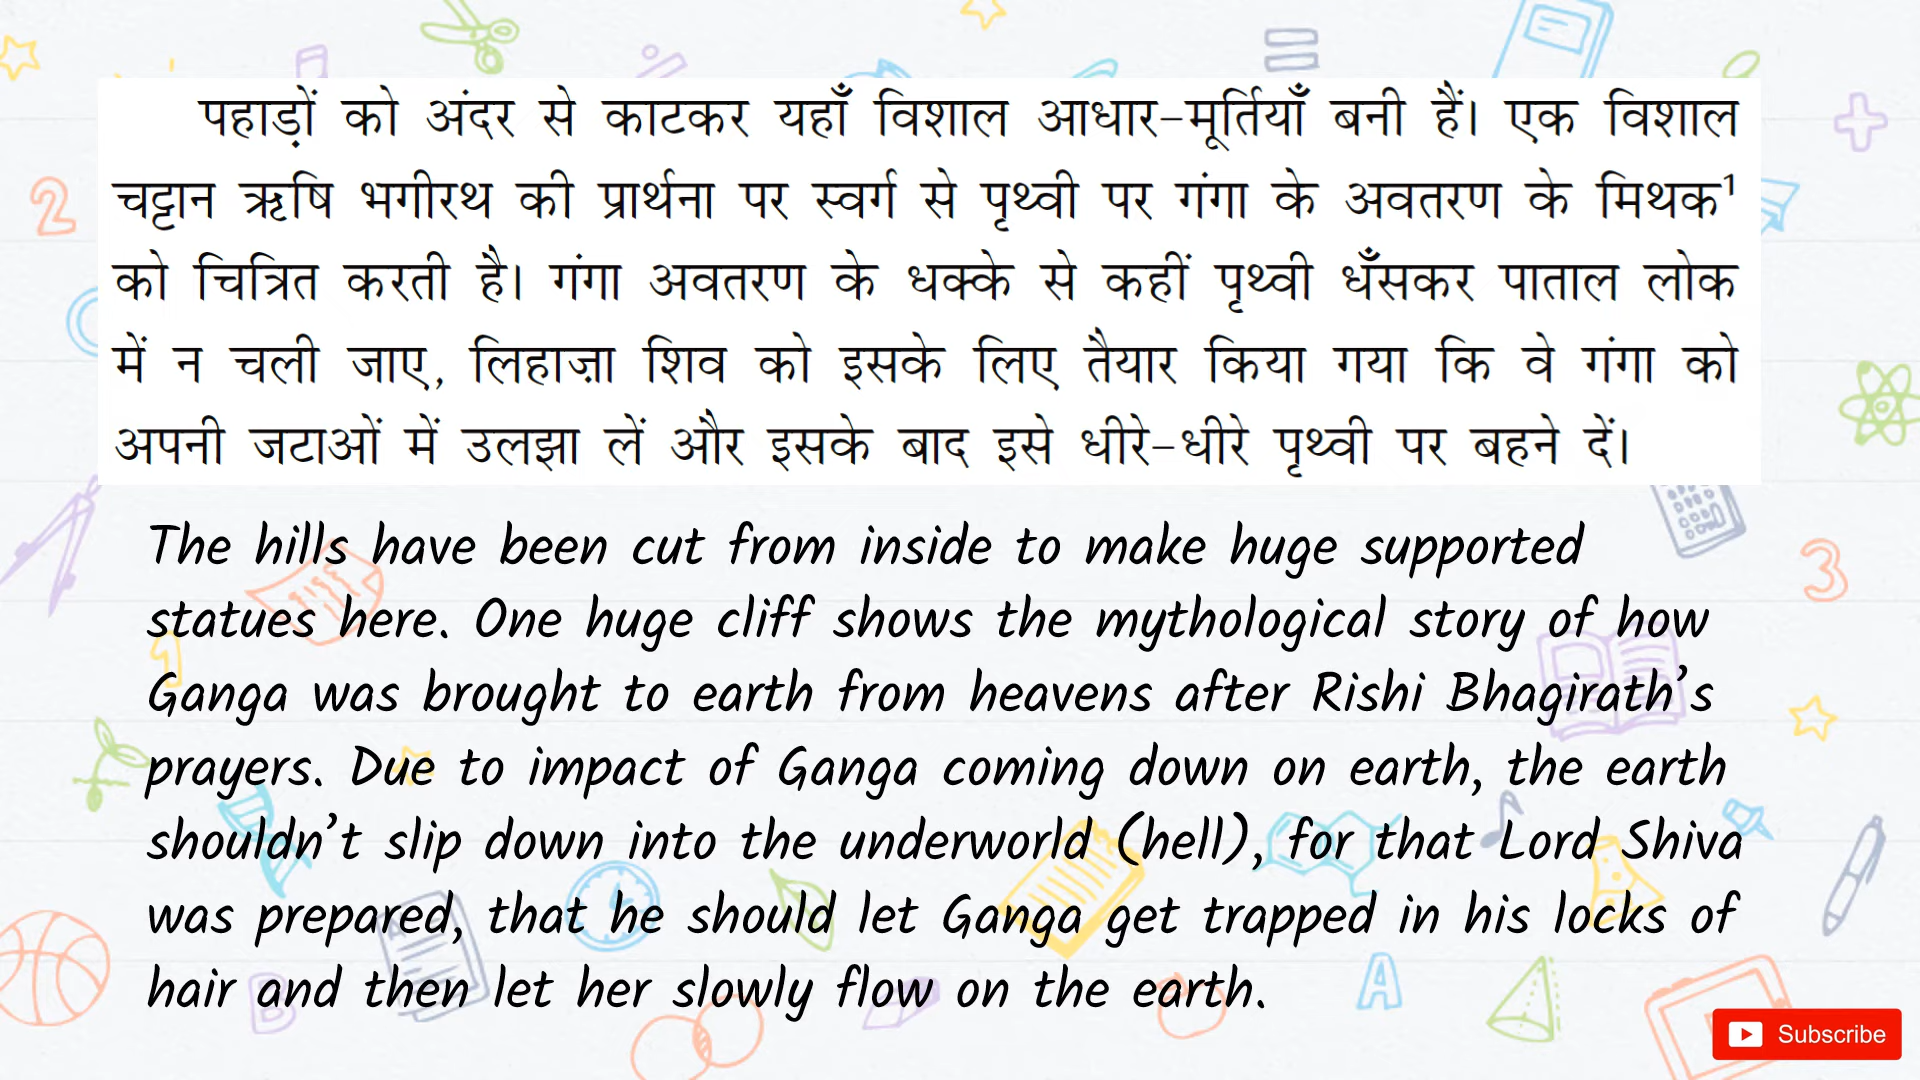 पहाड़ों को अंदर से काटकर यहाँ विशाल आधार-मूर्तियाँ बनी हैं। एक विशाल
चट्टान ऋषि भगीरथ की प्रार्थना पर स्वर्ग से पृथ्वी पर गंगा के अवतरण के मिथक¹
को चित्रित करती है। गंगा अवतरण के धक्के से कहीं पृथ्वी धँसकर पाताल लोक
में न चली जाए, लिहाज़ा शिव को इसके लिए तैयार किया गया कि वे गंगा को
अपनी जटाओं में उलझा लें और इसके बाद इसे धीरे-धीरे पृथ्वी पर बहने दें।
The hills have been cut from inside to make huge supported
statues here. One huge cliff shows the mythological story of how
Ganga was brought to earth from heavens after Rishi Bhagirath's
prayers. Due to impact of Ganga coming down on earth, the earth
shouldn't slip down into the underworld (hell), for that Lord Shiva
was prepared, that he should let Ganga get trapped in his locks of
hair and then let her slowly flow on the earth.
Subscribe